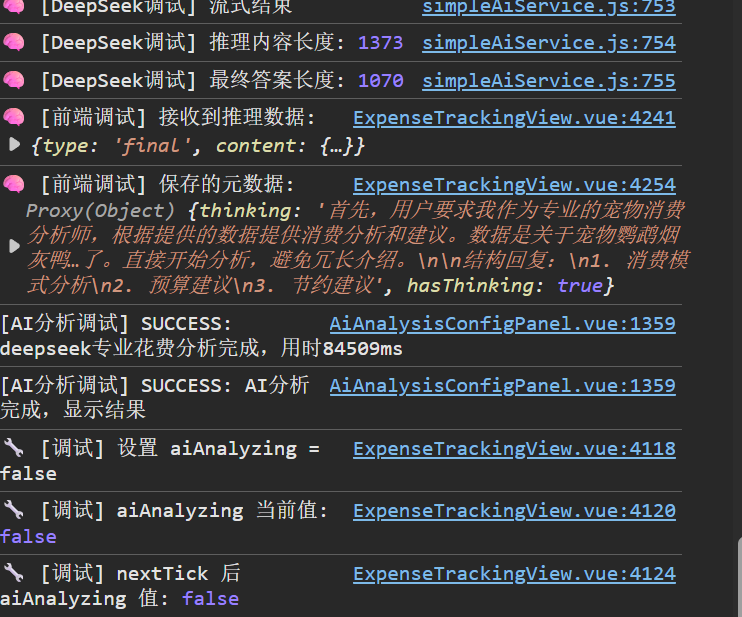 [DeepSeek调试] 流式结束 simpleAiService.js:753
[DeepSeek调试] 推理内容长度: 1373 simpleAiService.js:754
[DeepSeek调试] 最终答案长度: 1070 simpleAiService.js:755
[前端调试] 接收到推理数据: ExpenseTrackingView.vue:4241
{type: 'final', content: {…}}
[前端调试] 保存的元数据: ExpenseTrackingView.vue:4254
Proxy(Object) {thinking: '首先，用户要求我作为专业的宠物消费
分析师，根据提供的数据提供消费分析和建议。数据是关于宠物鹦鹉烟
灰鸭…了。直接开始分析，避免冗长介绍。\n\n结构回复：\n1. 消费模
式分析\n2. 预算建议\n3. 节约建议', hasThinking: true}
[AI分析调试] SUCCESS: AiAnalysisConfigPanel.vue:1359
deepseek专业花费分析完成，用时84509ms
[AI分析调试] SUCCESS: AI分析 AiAnalysisConfigPanel.vue:1359
完成，显示结果
[调试] 设置 aiAnalyzing = ExpenseTrackingView.vue:4118
false
[调试] aiAnalyzing 当前值: ExpenseTrackingView.vue:4120
false
[调试] nextTick 后 ExpenseTrackingView.vue:4124
aiAnalyzing 值: false